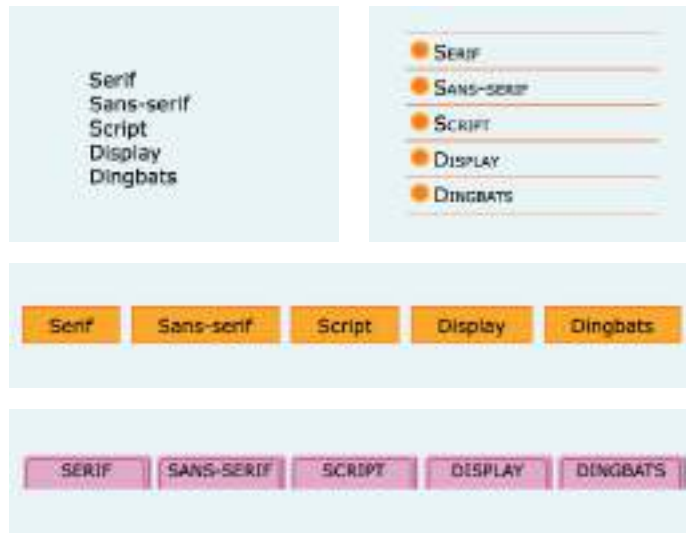 Serif
Sans-serif
Script
Display
Dingbats
SERIF
SANS-SERIF
SCRIPT
DISPLAY
DINGBATS
Serif Sans-serif Script Display Dingbats
SERIF SANS-SERIF SCRIPT DISPLAY DINGBATS